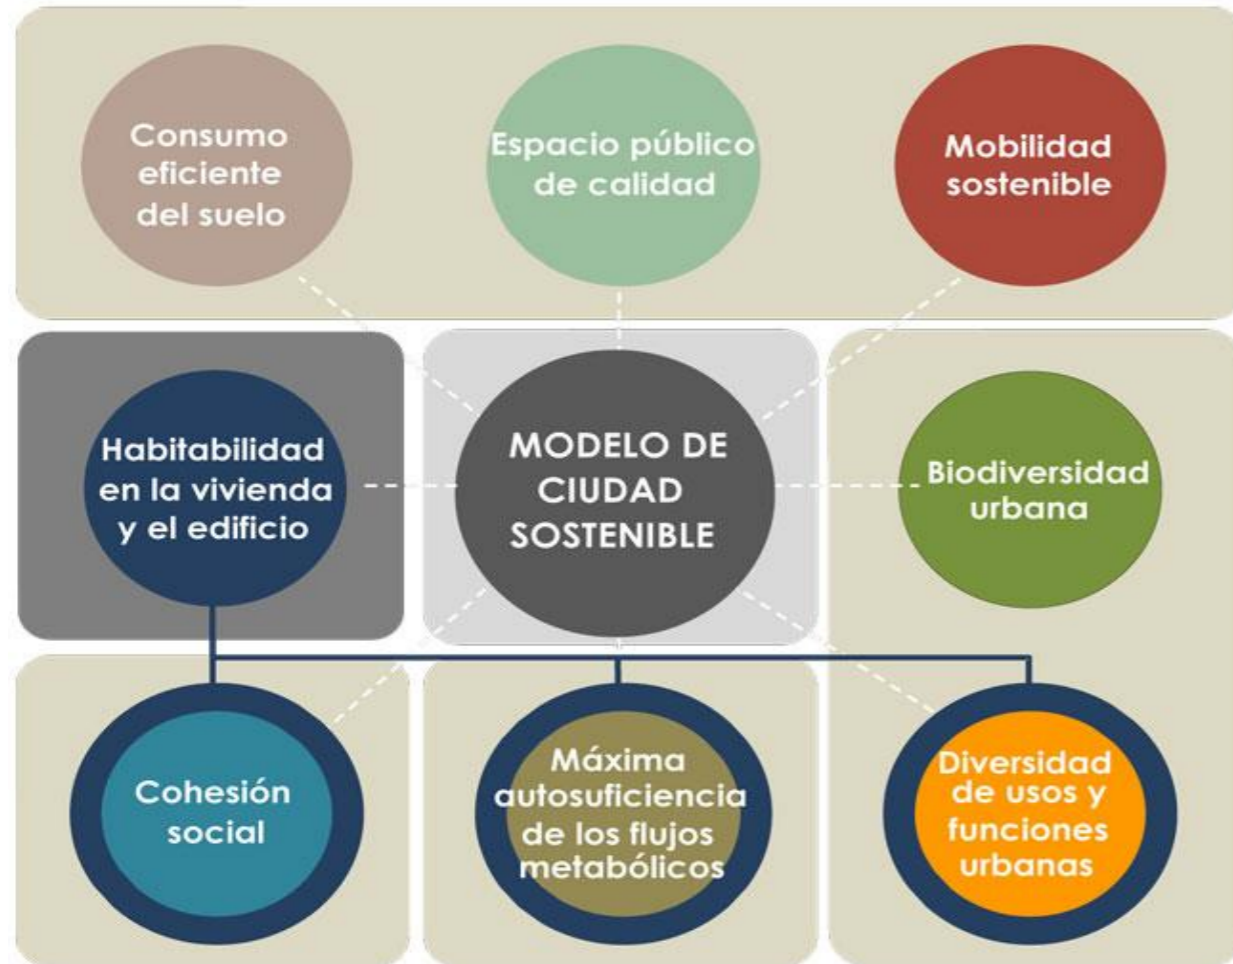 Consumo
eficiente
del suelo
Espacio público
de calidad
Mobilidad
sostenible
Habitabilidad
en la vivienda
y el edificio
MODELO DE
CIUDAD
SOSTENIBLE
Biodiversidad
urbana
Cohesión
social
Máxima
autosuficiencia
de los flujos
metabólicos
Diversidad
de usos y
funciones
urbanas